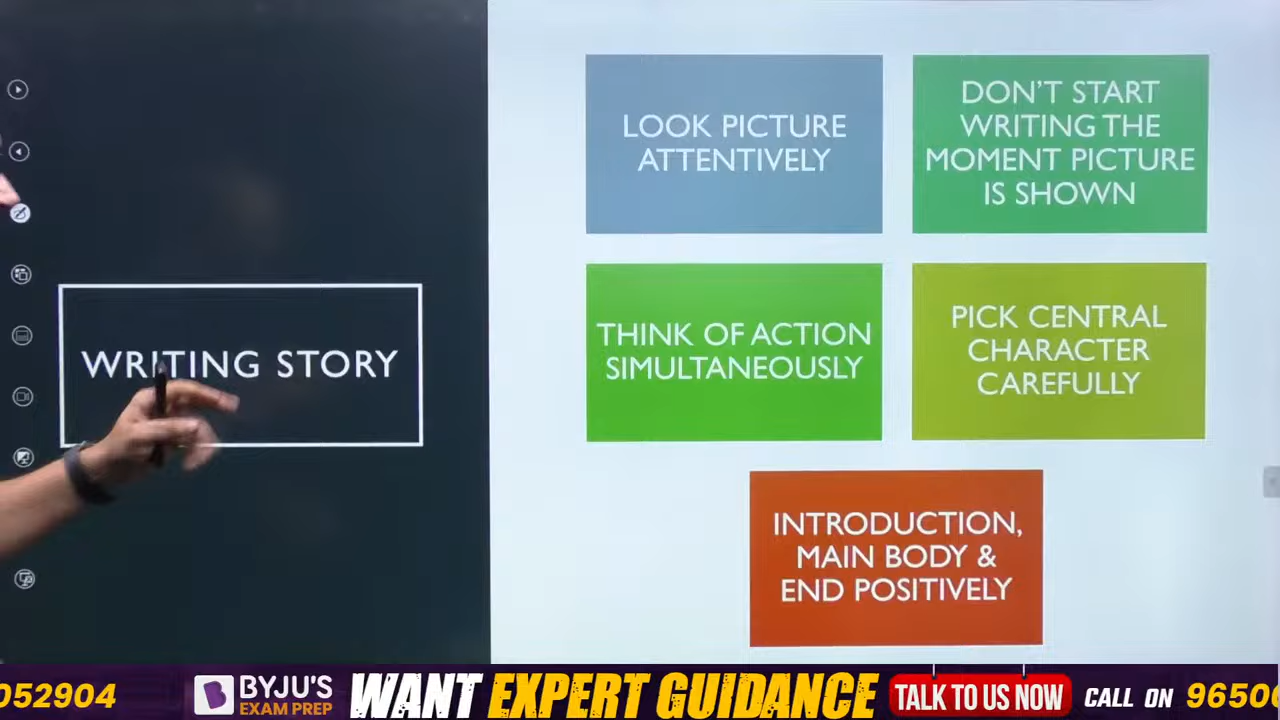 WRITING STORY
LOOK PICTURE
ATTENTIVELY
DON'T START
WRITING THE
MOMENT PICTURE
IS SHOWN
THINK OF ACTION
SIMULTANEOUSLY
PICK CENTRAL
CHARACTER
CAREFULLY
INTRODUCTION,
MAIN BODY &
END POSITIVELY
052904
BYJU'S
EXAM PREP
WANT EXPERT GUIDANCE
TALK TO US NOW
CALL ON
9650